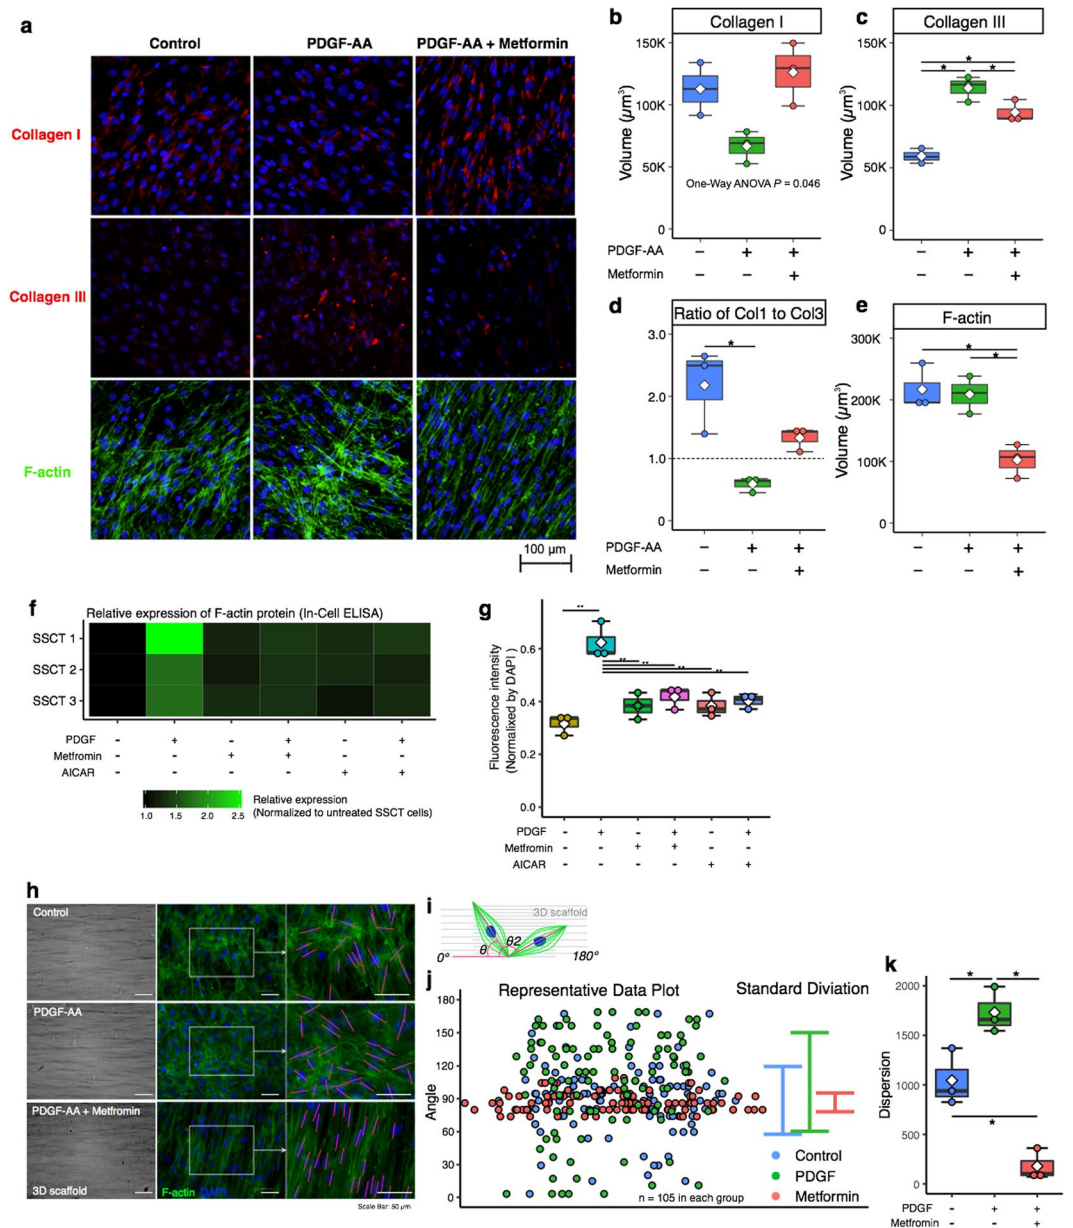 a
Control
PDGF-AA
PDGF-AA + Metformin
Collagen I
Collagen III
F-actin
100 µm
b
Collagen I
150K
100K
50K
0
Volume (µm³)
One-Way ANOVA P = 0.046
PDGF-AA
– + +
Metformin
– – +
c
Collagen III
150K
100K
50K
0
Volume (µm³)
* * *
– + +
– – +
d
Ratio of Col1 to Col3
3.0
2.0
1.0
0
*
PDGF-AA
– + +
Metformin
– – +
e
F-actin
300K
200K
100K
0
Volume (µm³)
* *
– + +
– – +
f
Relative expression of F-actin protein (In-Cell ELISA)
SSCT 1
SSCT 2
SSCT 3
PDGF - + - + - +
Metfromin - - + + - -
AICAR - - - - + +
1.0 1.5 2.0 2.5
Relative expression
(Normalized to untreated SSCT cells)
g
Fluorescence intensity
(Normalixed by DAPI )
0.6
0.4
0.2
0.0
PDGF - + - + - +
Metfromin - - + + - -
AICAR - - - - + +
h
Control
PDGF-AA
PDGF-AA + Metfromin
3D scaffold
F-actin DAPI
Scale Bar: 50 µm
i
3D scaffold
0°
θ
θ2
180°
j
Representative Data Plot
Standard Diviation
180
150
120
90
60
30
0
Angle
Control
PDGF
Metformin
n = 105 in each group
k
* *
*
2000
1500
1000
500
0
Dispersion
PDGF - + +
Metfromin - - +